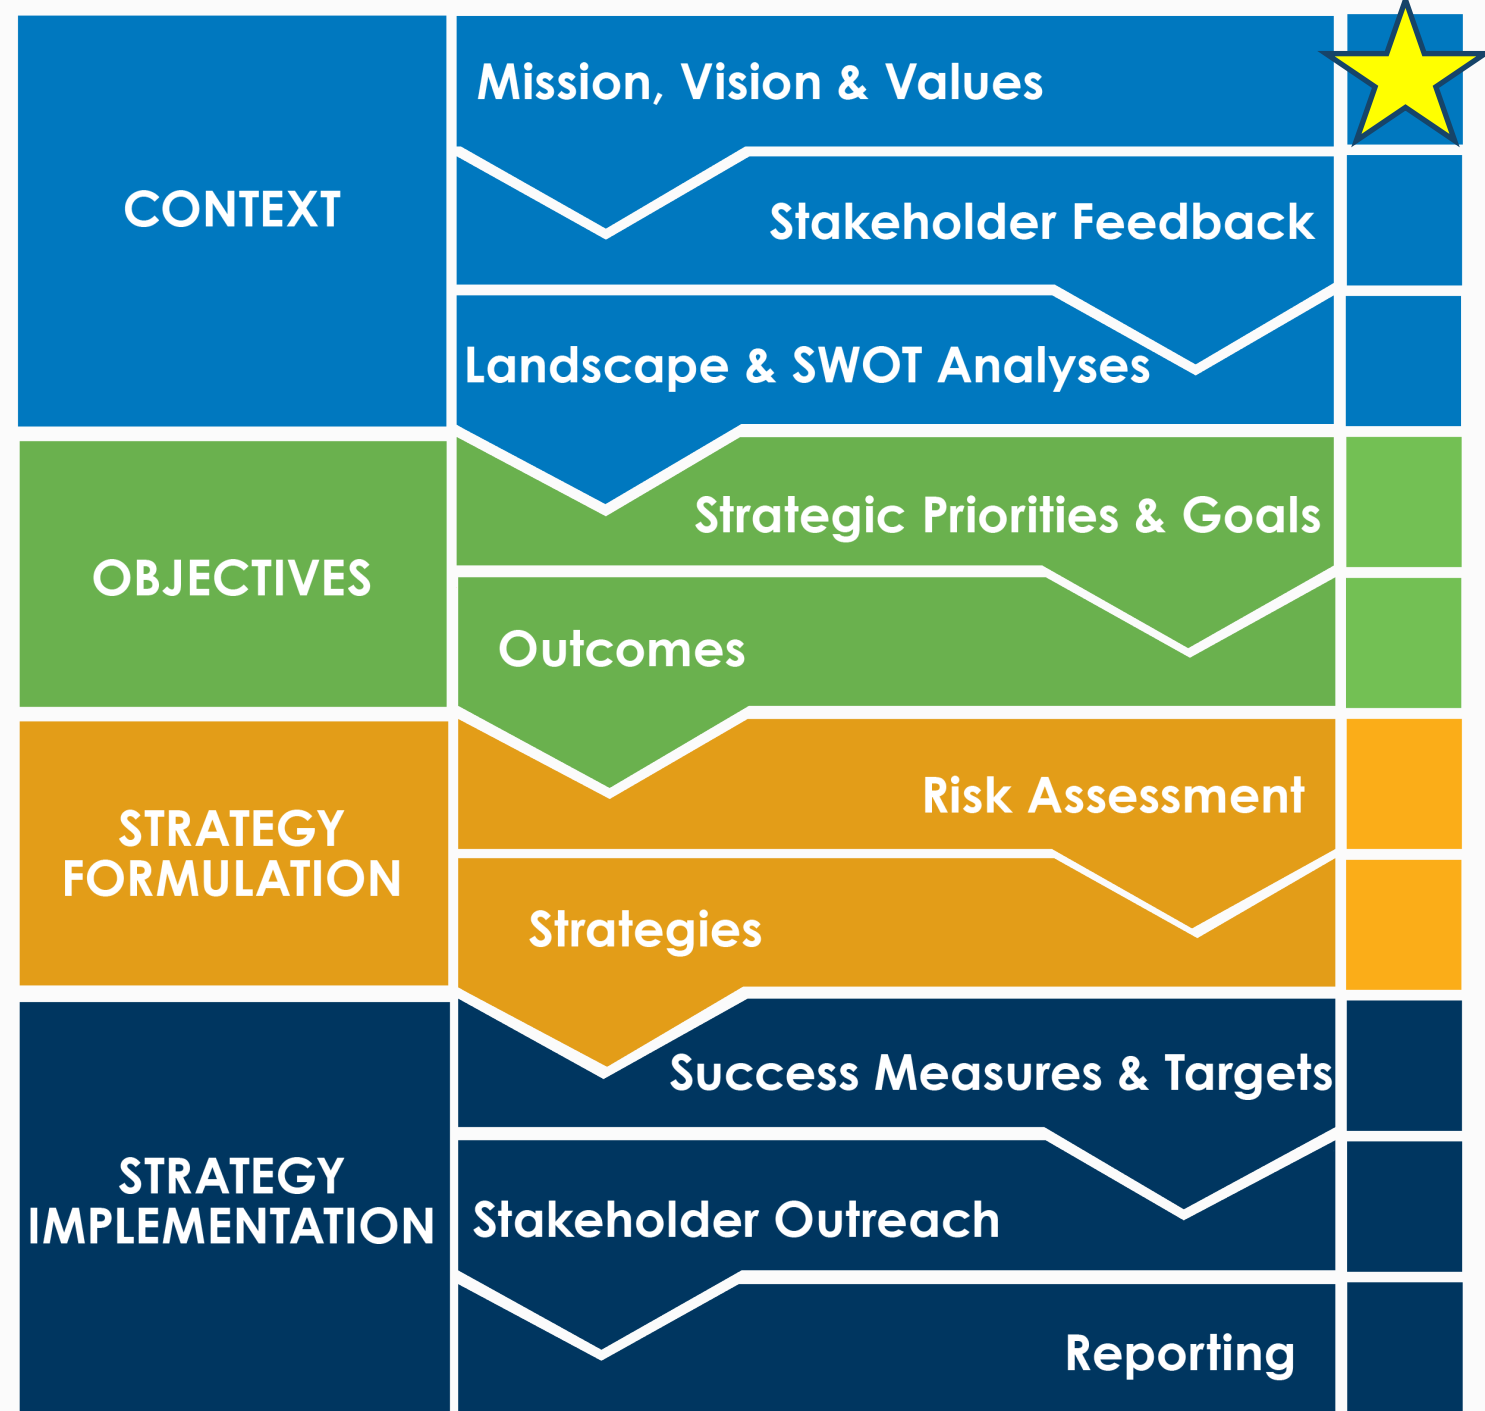 CONTEXT
Mission, Vision & Values
Stakeholder Feedback
Landscape & SWOT Analyses
OBJECTIVES
Strategic Priorities & Goals
Outcomes
STRATEGY
FORMULATION
Risk Assessment
Strategies
STRATEGY
IMPLEMENTATION
Success Measures & Targets
Stakeholder Outreach
Reporting